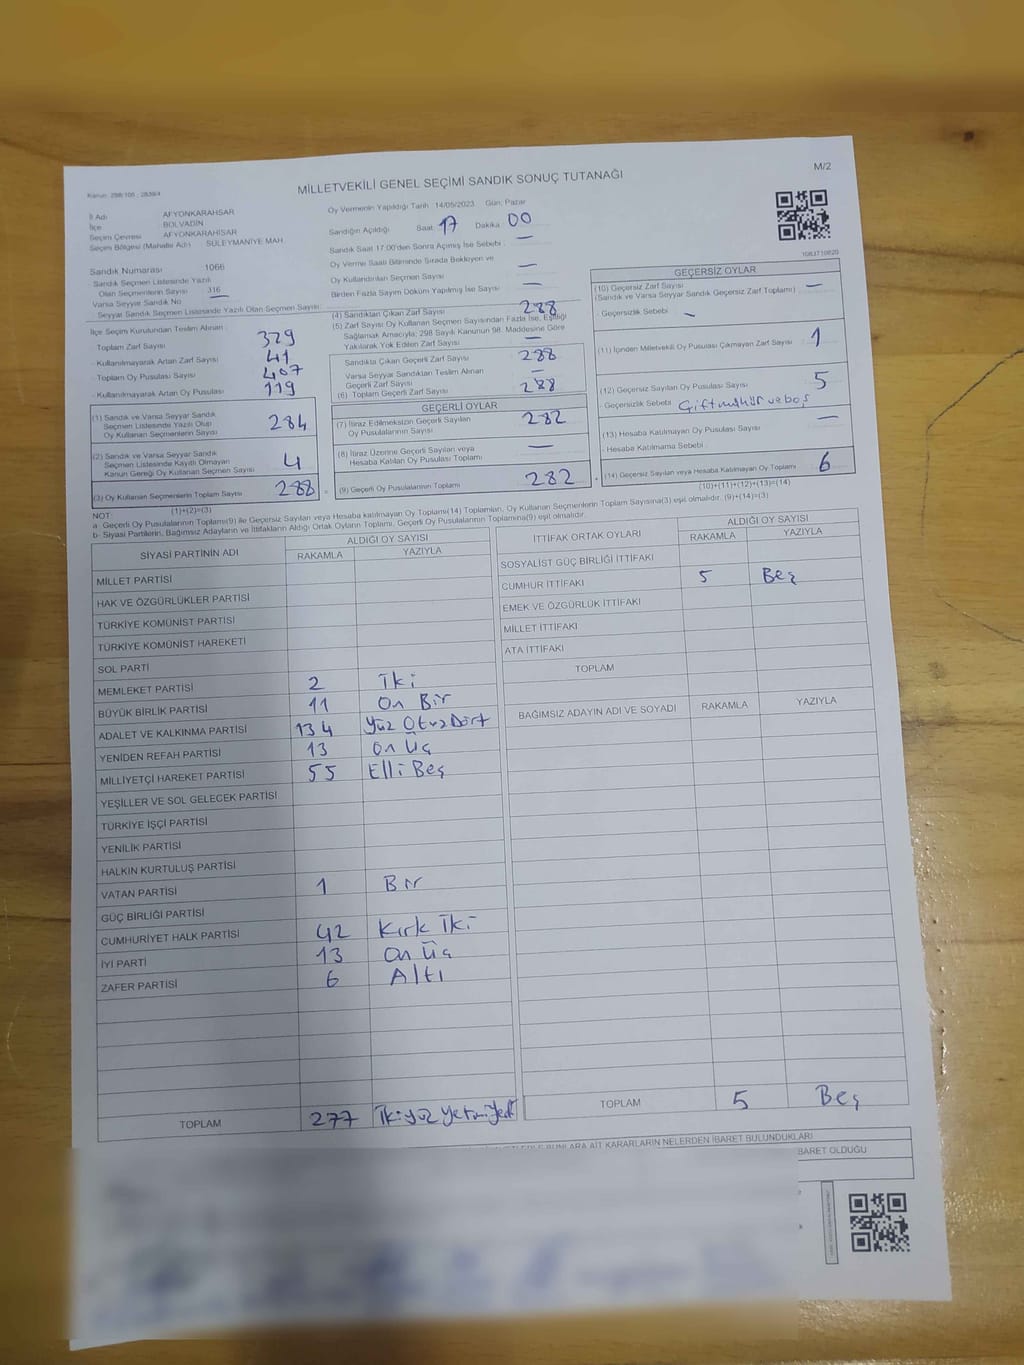 Kanun: 298/105 - 2839/4
MİLLETVEKİLİ GENEL SEÇİMİ SANDIK SONUÇ TUTANAĞI
M/2
İl Adı AFYONKARAHİSAR
İlçe BOLVADİN
Seçim Çevresi AFYONKARAHİSAR
Seçim Bölgesi (Mahalle Adı) SÜLEYMANİYE MAH
Sandık Numarası 1066
Sandık Seçmen Listesinde Yazılı
Olan Seçmenlerin Sayısı 316
Varsa Seyyar Sandık No
Seyyar Sandık Seçmen Listesinde Yazılı Olan Seçmen Sayısı
Oy Vermenin Yapıldığı Tarih 14/05/2023 Gün: Pazar
Sandığın Açıldığı Saat 17 Dakika 00
Sandık Saat 17.00'den Sonra Açılmış İse Sebebi : —
Oy Verme Saati Bitiminde Sırada Bekleyen ve
Oy Kullandırılan Seçmen Sayısı —
Birden Fazla Sayım Döküm Yapılmış İse Sayısı —
İlçe Seçim Kurulundan Teslim Alınan
- Toplam Zarf Sayısı 329
- Kullanılmayarak Artan Zarf Sayısı 41
- Toplam Oy Pusulası Sayısı 407
- Kullanılmayarak Artan Oy Pusulası 119
(1) Sandık ve Varsa Seyyar Sandık
Seçmen Listesinde Yazılı Olup
Oy Kullanan Seçmenlerin Sayısı 284
(2) Sandık ve Varsa Seyyar Sandık
Seçmen Listesinde Kayıtlı Olmayan
Kanun Gereği Oy Kullanan Seçmen Sayısı 4
(3) Oy Kullanan Seçmenlerin Toplam Sayısı 288
(1)+(2)=(3)
(4) Sandıktan Çıkan Zarf Sayısı 288
(5) Zarf Sayısı Oy Kullanan Seçmen Sayısından Fazla İse, Eşitliği
Sağlamak Amacıyla; 298 Sayılı Kanunun 98. Maddesine Göre
Yakılarak Yok Edilen Zarf Sayısı —
Sandıkta Çıkan Geçerli Zarf Sayısı 288
Varsa Seyyar Sandıktan Teslim Alınan
Geçerli Zarf Sayısı —
(6) Toplam Geçerli Zarf Sayısı 288
GEÇERLİ OYLAR
(7) İtiraz Edilmeksizin Geçerli Sayılan
Oy Pusulalarının Sayısı 282
(8) İtiraz Üzerine Geçerli Sayılan veya
Hesaba Katılan Oy Pusulası Toplamı —
(9) Geçerli Oy Pusulalarının Toplamı 282
GEÇERSİZ OYLAR
(10) Geçersiz Zarf Sayısı
(Sandık ve Varsa Seyyar Sandık Geçersiz Zarf Toplamı) —
Geçersizlik Sebebi : —
(11) İçinden Milletvekili Oy Pusulası Çıkmayan Zarf Sayısı 1
(12) Geçersiz Sayılan Oy Pusulası Sayısı 5
Geçersizlik Sebebi Çift mühür ve boş
(13) Hesaba Katılmayan Oy Pusulası Sayısı —
Hesaba Katılmama Sebebi :
(14) Geçersiz Sayılan veya Hesaba Katılmayan Oy Toplamı 6
(10)+(11)+(12)+(13)=(14)
NOT:
a- Geçerli Oy Pusulalarının Toplamı(9) ile Geçersiz Sayılan veya Hesaba katılmayan Oy Toplamı(14) Toplamları, Oy Kullanan Seçmenlerin Toplam Sayısına(3) eşit olmalıdır. (9)+(14)=(3)
b- Siyasi Partilerin, Bağımsız Adayların ve İttifakların Aldığı Ortak Oyların Toplamı, Geçerli Oy Pusulalarının Toplamına(9) eşit olmalıdır.
SİYASİ PARTİNİN ADI ALDIĞI OY SAYISI
RAKAMLA YAZIYLA
MİLLET PARTİSİ
HAK VE ÖZGÜRLÜKLER PARTİSİ
TÜRKİYE KOMÜNİST PARTİSİ
TÜRKİYE KOMÜNİST HAREKETİ
SOL PARTİ
MEMLEKET PARTİSİ 2 İki
BÜYÜK BİRLİK PARTİSİ 11 On Bir
ADALET VE KALKINMA PARTİSİ 134 Yüz Otuz Dört
YENİDEN REFAH PARTİSİ 13 On Üç
MİLLİYETÇİ HAREKET PARTİSİ 55 Elli Beş
YEŞİLLER VE SOL GELECEK PARTİSİ
TÜRKİYE İŞÇİ PARTİSİ
YENİLİK PARTİSİ
HALKIN KURTULUŞ PARTİSİ
VATAN PARTİSİ 1 Bir
GÜÇ BİRLİĞİ PARTİSİ
CUMHURİYET HALK PARTİSİ 42 Kırk İki
İYİ PARTİ 13 On Üç
ZAFER PARTİSİ 6 Altı
TOPLAM 277 İkiyüz Yetmiş Yedi
İTTİFAK ORTAK OYLARI ALDIĞI OY SAYISI
RAKAMLA YAZIYLA
SOSYALİST GÜÇ BİRLİĞİ İTTİFAKI
CUMHUR İTTİFAKI 5 Beş
EMEK VE ÖZGÜRLÜK İTTİFAKI
MİLLET İTTİFAKI
ATA İTTİFAKI
TOPLAM
BAĞIMSIZ ADAYIN ADI VE SOYADI RAKAMLA YAZIYLA
TOPLAM 5 Beş
BUNLARA AİT KARARLARIN NELERDEN İBARET BULUNDUKLARI
BARET OLDUĞU